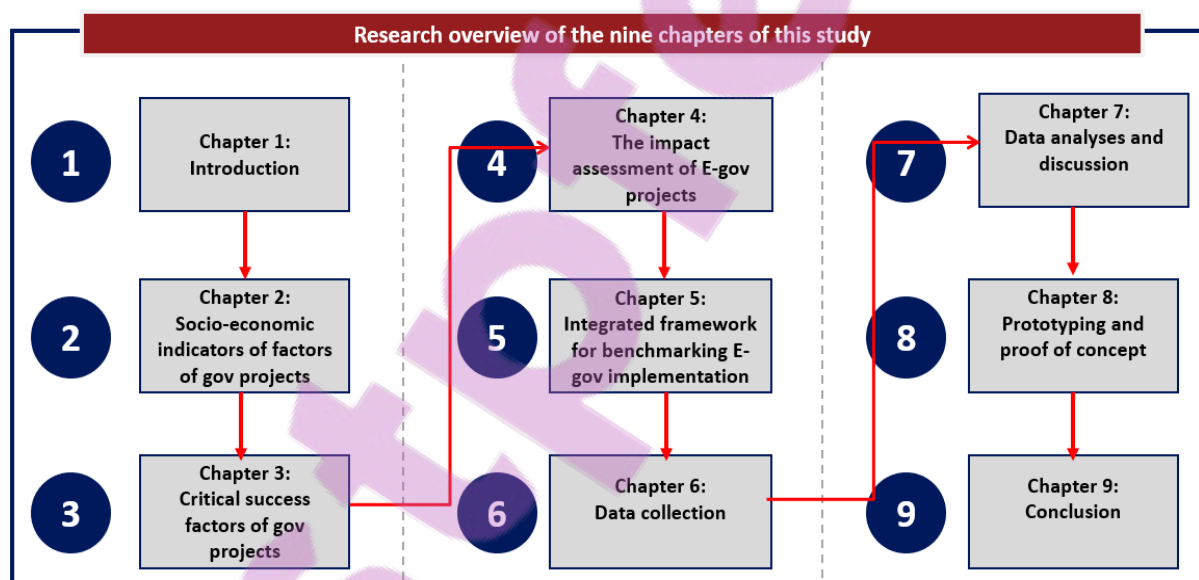 Research overview of the nine chapters of this study
1
Chapter 1:
Introduction
2
Chapter 2:
Socio-economic
indicators of factors
of gov projects
3
Chapter 3:
Critical success
factors of gov
projects
4
Chapter 4:
The impact
assessment of E-gov
projects
5
Chapter 5:
Integrated framework
for benchmarking E-
gov implementation
6
Chapter 6:
Data collection
7
Chapter 7:
Data analyses and
discussion
8
Chapter 8:
Prototyping and
proof of concept
9
Chapter 9:
Conclusion